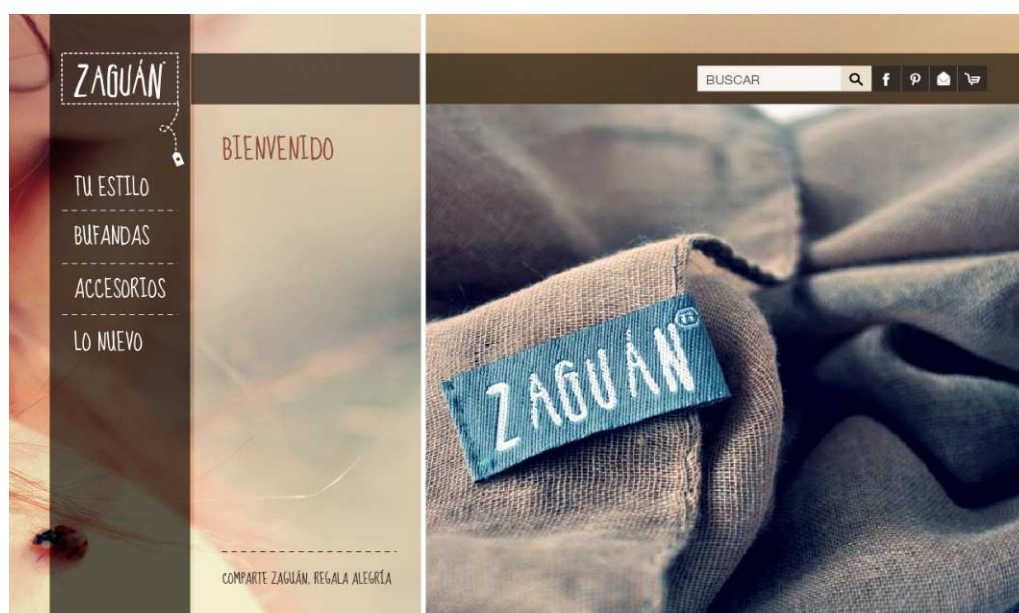 ZAGUÁN
BUSCAR
BIENVENIDO
TU ESTILO
BUFANDAS
ACCESORIOS
LO NUEVO
ZAGUÁN®
COMPARTE ZAGUÁN, REGALA ALEGRÍA